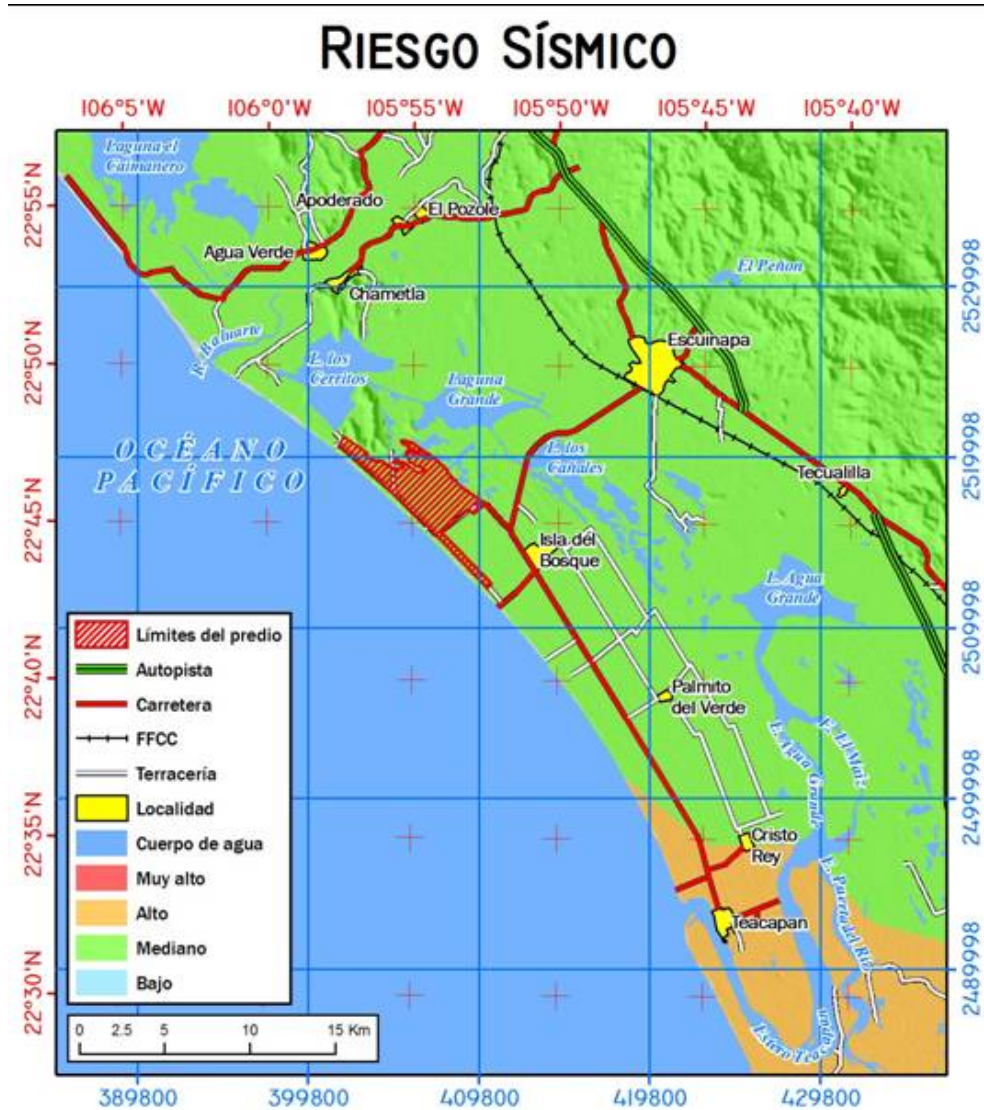 RIESGO SÍSMICO
106°5'W
106°0'W
105°55'W
105°50'W
105°45'W
105°40'W
22°55'N
22°50'N
22°45'N
22°40'N
22°35'N
22°30'N
2529998
2519998
2509998
2499998
2489998
389800
399800
409800
419800
429800
Laguna el
Caimanero
Apoderado
El Pozole
Agua Verde
Chametla
El Peñon
R. Baluarte
Escuinapa
L. los
Cerritos
Laguna
Grande
OCÉANO
PACÍFICO
L. los
Canales
Tecualilla
Isla del
Bosque
L. Agua
Grande
Palmito
del Verde
E. El Maiz
E. Agua Grande
Cristo
Rey
E. Puerta del Río
Teacapan
Estero Teacapan
Límites del predio
Autopista
Carretera
FFCC
Terracería
Localidad
Cuerpo de agua
Muy alto
Alto
Mediano
Bajo
0 2.5 5 10 15 Km